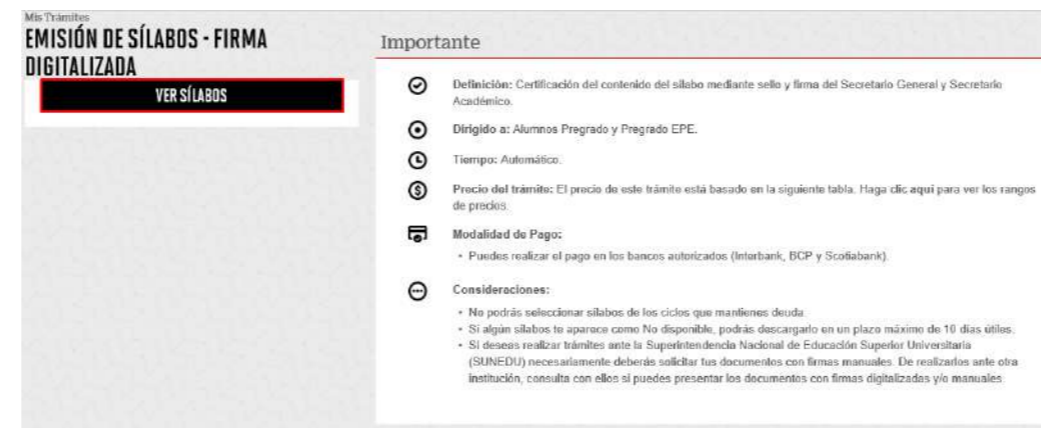 Mis Trámites
EMISIÓN DE SÍLABOS - FIRMA
DIGITALIZADA
VER SÍLABOS
Importante
Definición: Certificación del contenido del sílabo mediante sello y firma del Secretario General y Secretario
Académico.
Dirigido a: Alumnos Pregrado y Pregrado EPE.
Tiempo: Automático.
Precio del trámite: El precio de este trámite está basado en la siguiente tabla. Haga clic aquí para ver los rangos
de precios.
Modalidad de Pago:
• Puedes realizar el pago en los bancos autorizados (Interbank, BCP y Scotiabank).
Consideraciones:
• No podrás seleccionar sílabos de los ciclos que mantienes deuda.
• Si algún sílabos te aparece como No disponible, podrás descargarlo en un plazo máximo de 10 días útiles.
• Si deseas realizar trámites ante la Superintendencia Nacional de Educación Superior Universitaria
(SUNEDU) necesariamente deberás solicitar tus documentos con firmas manuales. De realizarlos ante otra
institución, consulta con ellos si puedes presentar los documentos con firmas digitalizadas y/o manuales